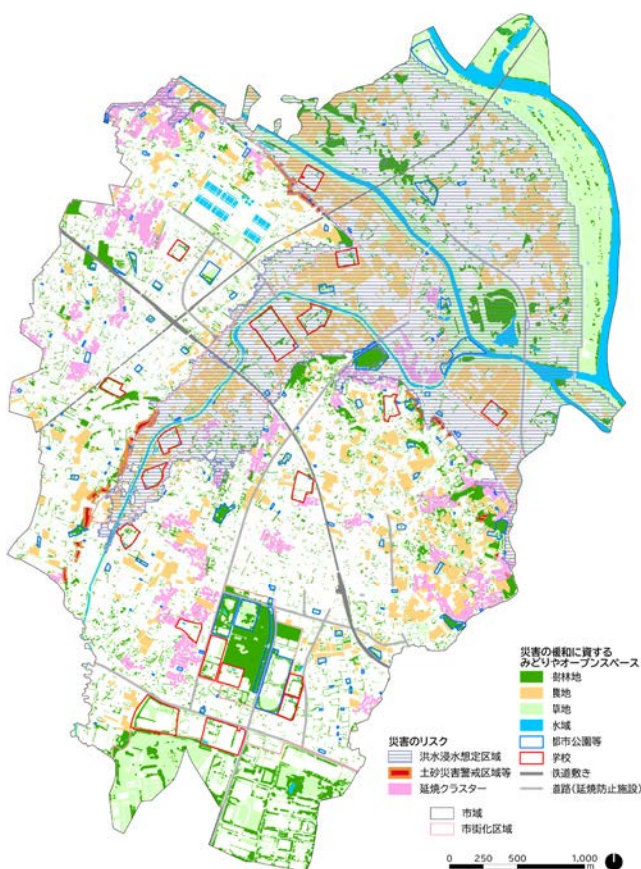 災害の緩和に資する
みどりやオープンスペース
樹林地
農地
草地
水域
都市公園等
学校
鉄道敷き
道路(延焼防止施設)
災害のリスク
洪水浸水想定区域
土砂災害警戒区域等
延焼クラスター
市域
市街化区域
0 250 500 1,000
m